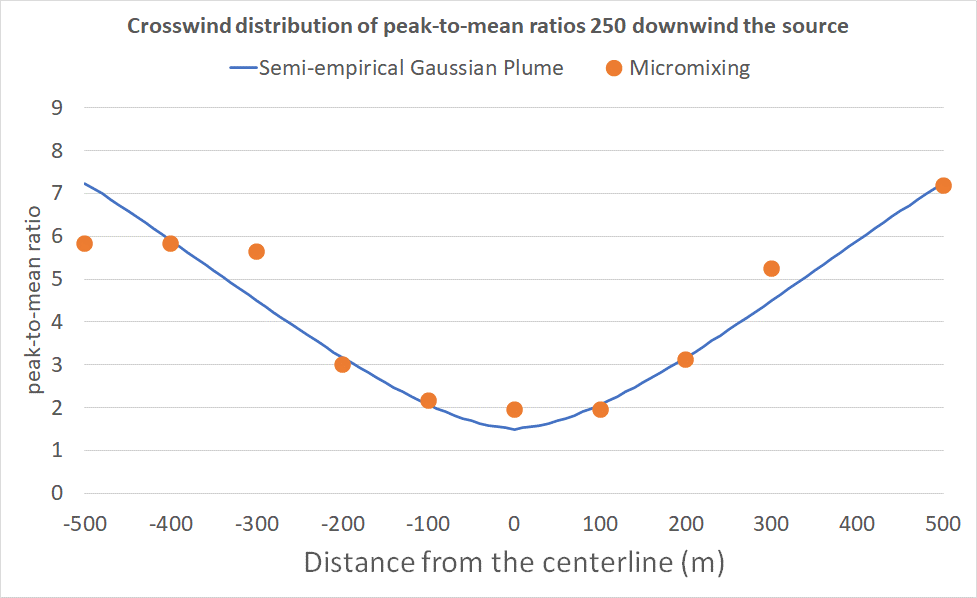 Crosswind distribution of peak-to-mean ratios 250 downwind the source
Semi-empirical Gaussian Plume
Micromixing
9
8
7
6
5
4
3
2
1
0
peak-to-mean ratio
-500 -400 -300 -200 -100 0 100 200 300 400 500
Distance from the centerline (m)